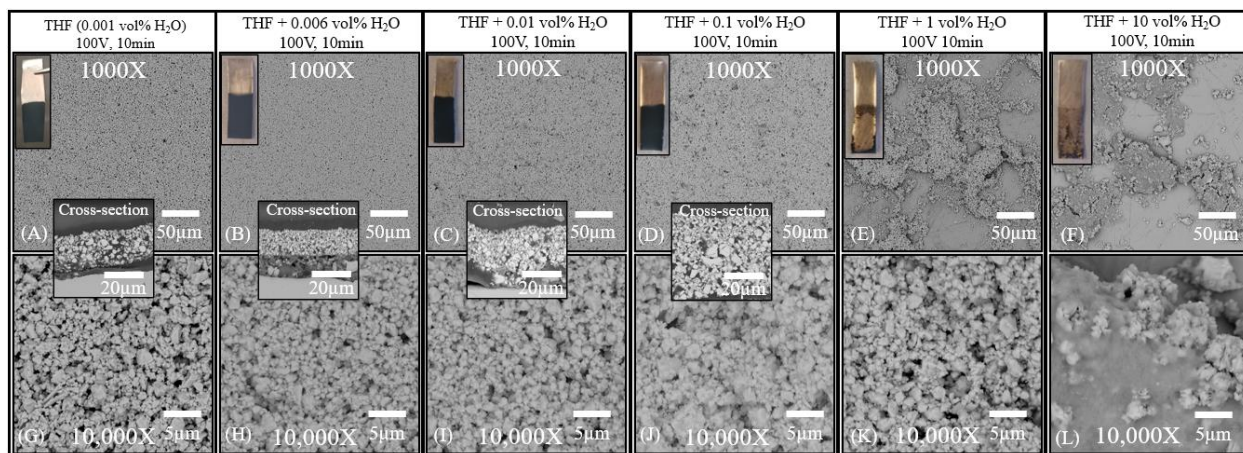 THF (0.001 vol% H₂O)
100V, 10min
THF + 0.006 vol% H₂O
100V, 10min
THF + 0.01 vol% H₂O
100V, 10min
THF + 0.1 vol% H₂O
100V, 10min
THF + 1 vol% H₂O
100V 10min
THF + 10 vol% H₂O
100V, 10min
1000X
1000X
1000X
1000X
1000X
1000X
Cross-section
Cross-section
Cross-section
Cross-section
(A)
50µm
(B)
50µm
(C)
50µm
(D)
50µm
(E)
50µm
(F)
50µm
20µm
20µm
20µm
20µm
(G)
10,000X
5µm
(H)
10,000X
5µm
(I)
10,000X
5µm
(J)
10,000X
5µm
(K)
10,000X
5µm
(L)
10,000X
5µm